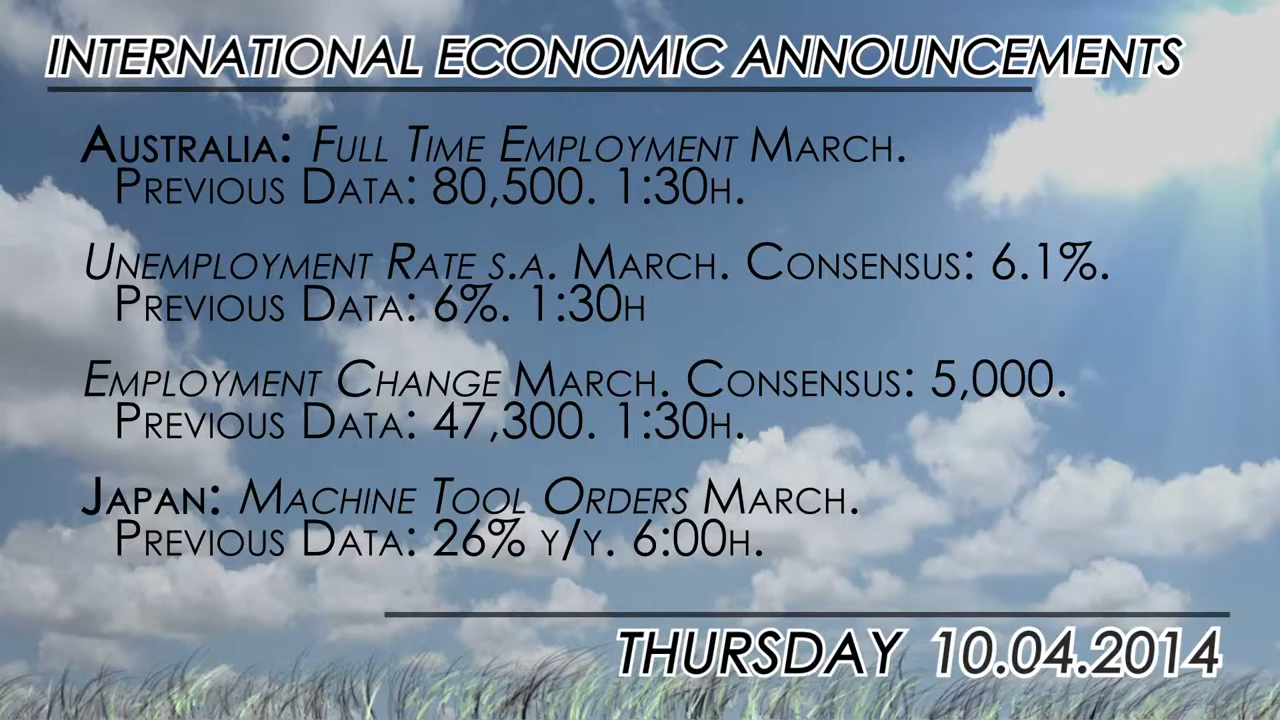 INTERNATIONAL ECONOMIC ANNOUNCEMENTS
AUSTRALIA: FULL TIME EMPLOYMENT MARCH.
PREVIOUS DATA: 80,500. 1:30H.
UNEMPLOYMENT RATE S.A. MARCH. CONSENSUS: 6.1%.
PREVIOUS DATA: 6%. 1:30H
EMPLOYMENT CHANGE MARCH. CONSENSUS: 5,000.
PREVIOUS DATA: 47,300. 1:30H.
JAPAN: MACHINE TOOL ORDERS MARCH.
PREVIOUS DATA: 26% Y/Y. 6:00H.
THURSDAY 10.04.2014